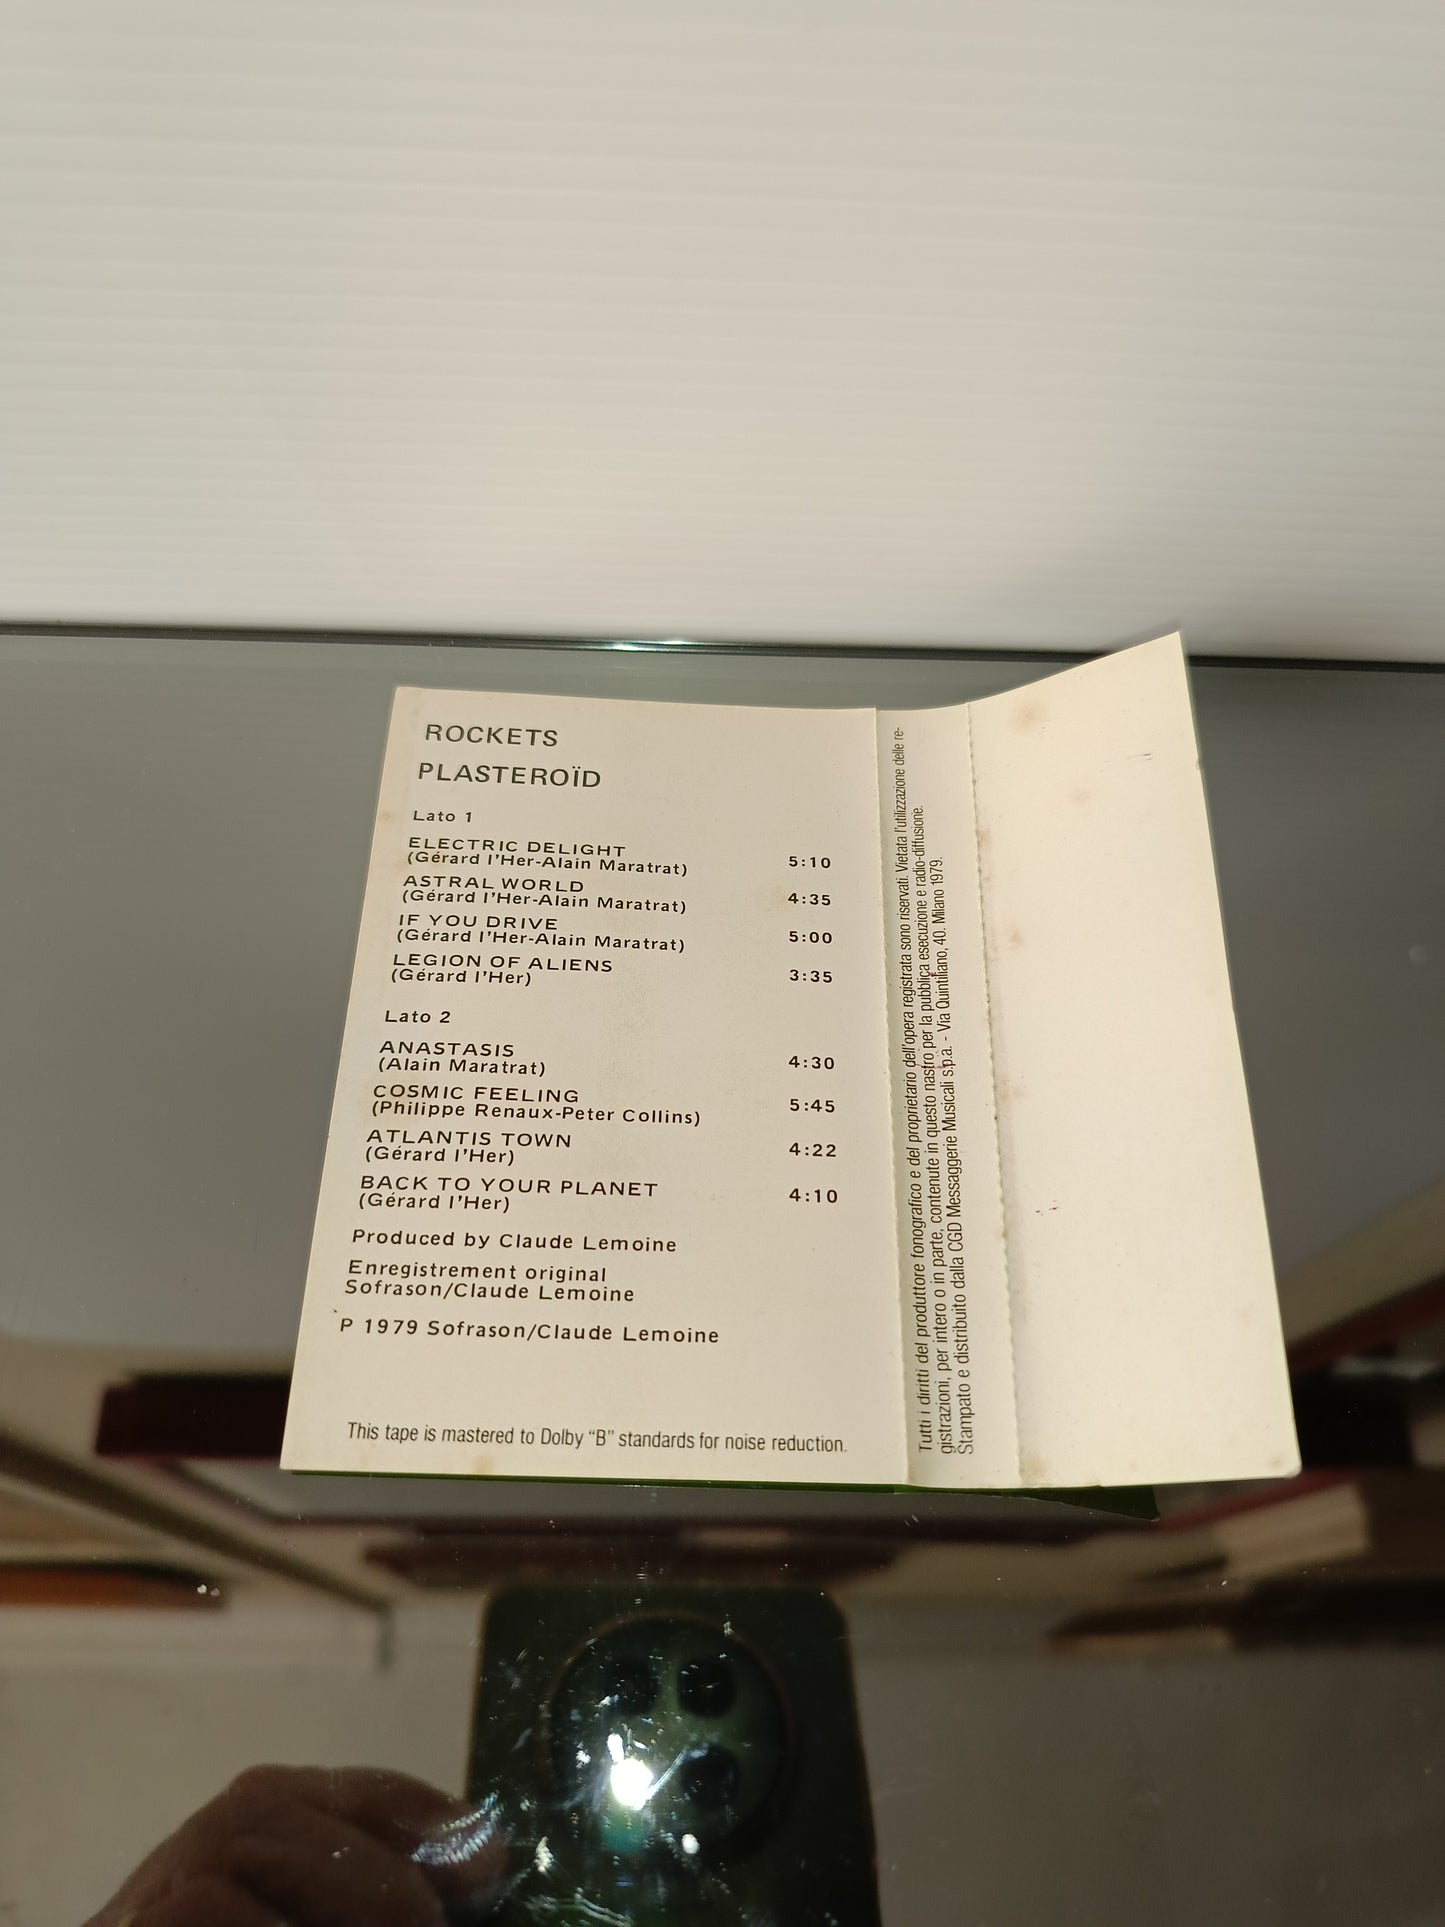 ROCKETS
PLASTEROÏD
Lato 1
ELECTRIC DELIGHT
(Gérard l'Her-Alain Maratrat) 5:10
ASTRAL WORLD
(Gérard l'Her-Alain Maratrat) 4:35
IF YOU DRIVE
(Gérard l'Her-Alain Maratrat) 5:00
LEGION OF ALIENS
(Gérard l'Her) 3:35
Lato 2
ANASTASIS
(Alain Maratrat) 4:30
COSMIC FEELING
(Philippe Renaux-Peter Collins) 5:45
ATLANTIS TOWN
(Gérard l'Her) 4:22
BACK TO YOUR PLANET
(Gérard l'Her) 4:10
Produced by Claude Lemoine
Enregistrement original
Sofrason/Claude Lemoine
P 1979 Sofrason/Claude Lemoine
This tape is mastered to Dolby “B” standards for noise reduction.
Tutti i diritti del produttore fonografico e del proprietario dell'opera registrata sono riservati. Vietata l'utilizzazione delle re-
gistrazioni, per intero o in parte, contenute in questo nastro per la pubblica esecuzione e radio-diffusione.
Stampato e distribuito dalla CGD Messaggerie Musicali s.p.a. - Via Quintiliano, 40. Milano 1979.